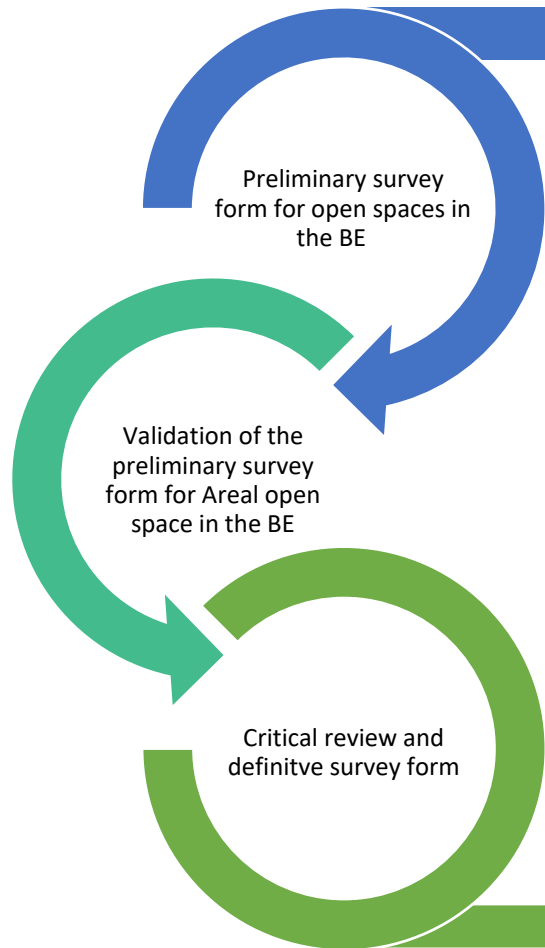 Preliminary survey
form for open spaces in
the BE
Validation of the
preliminary survey
form for Areal open
space in the BE
Critical review and
definitve survey form